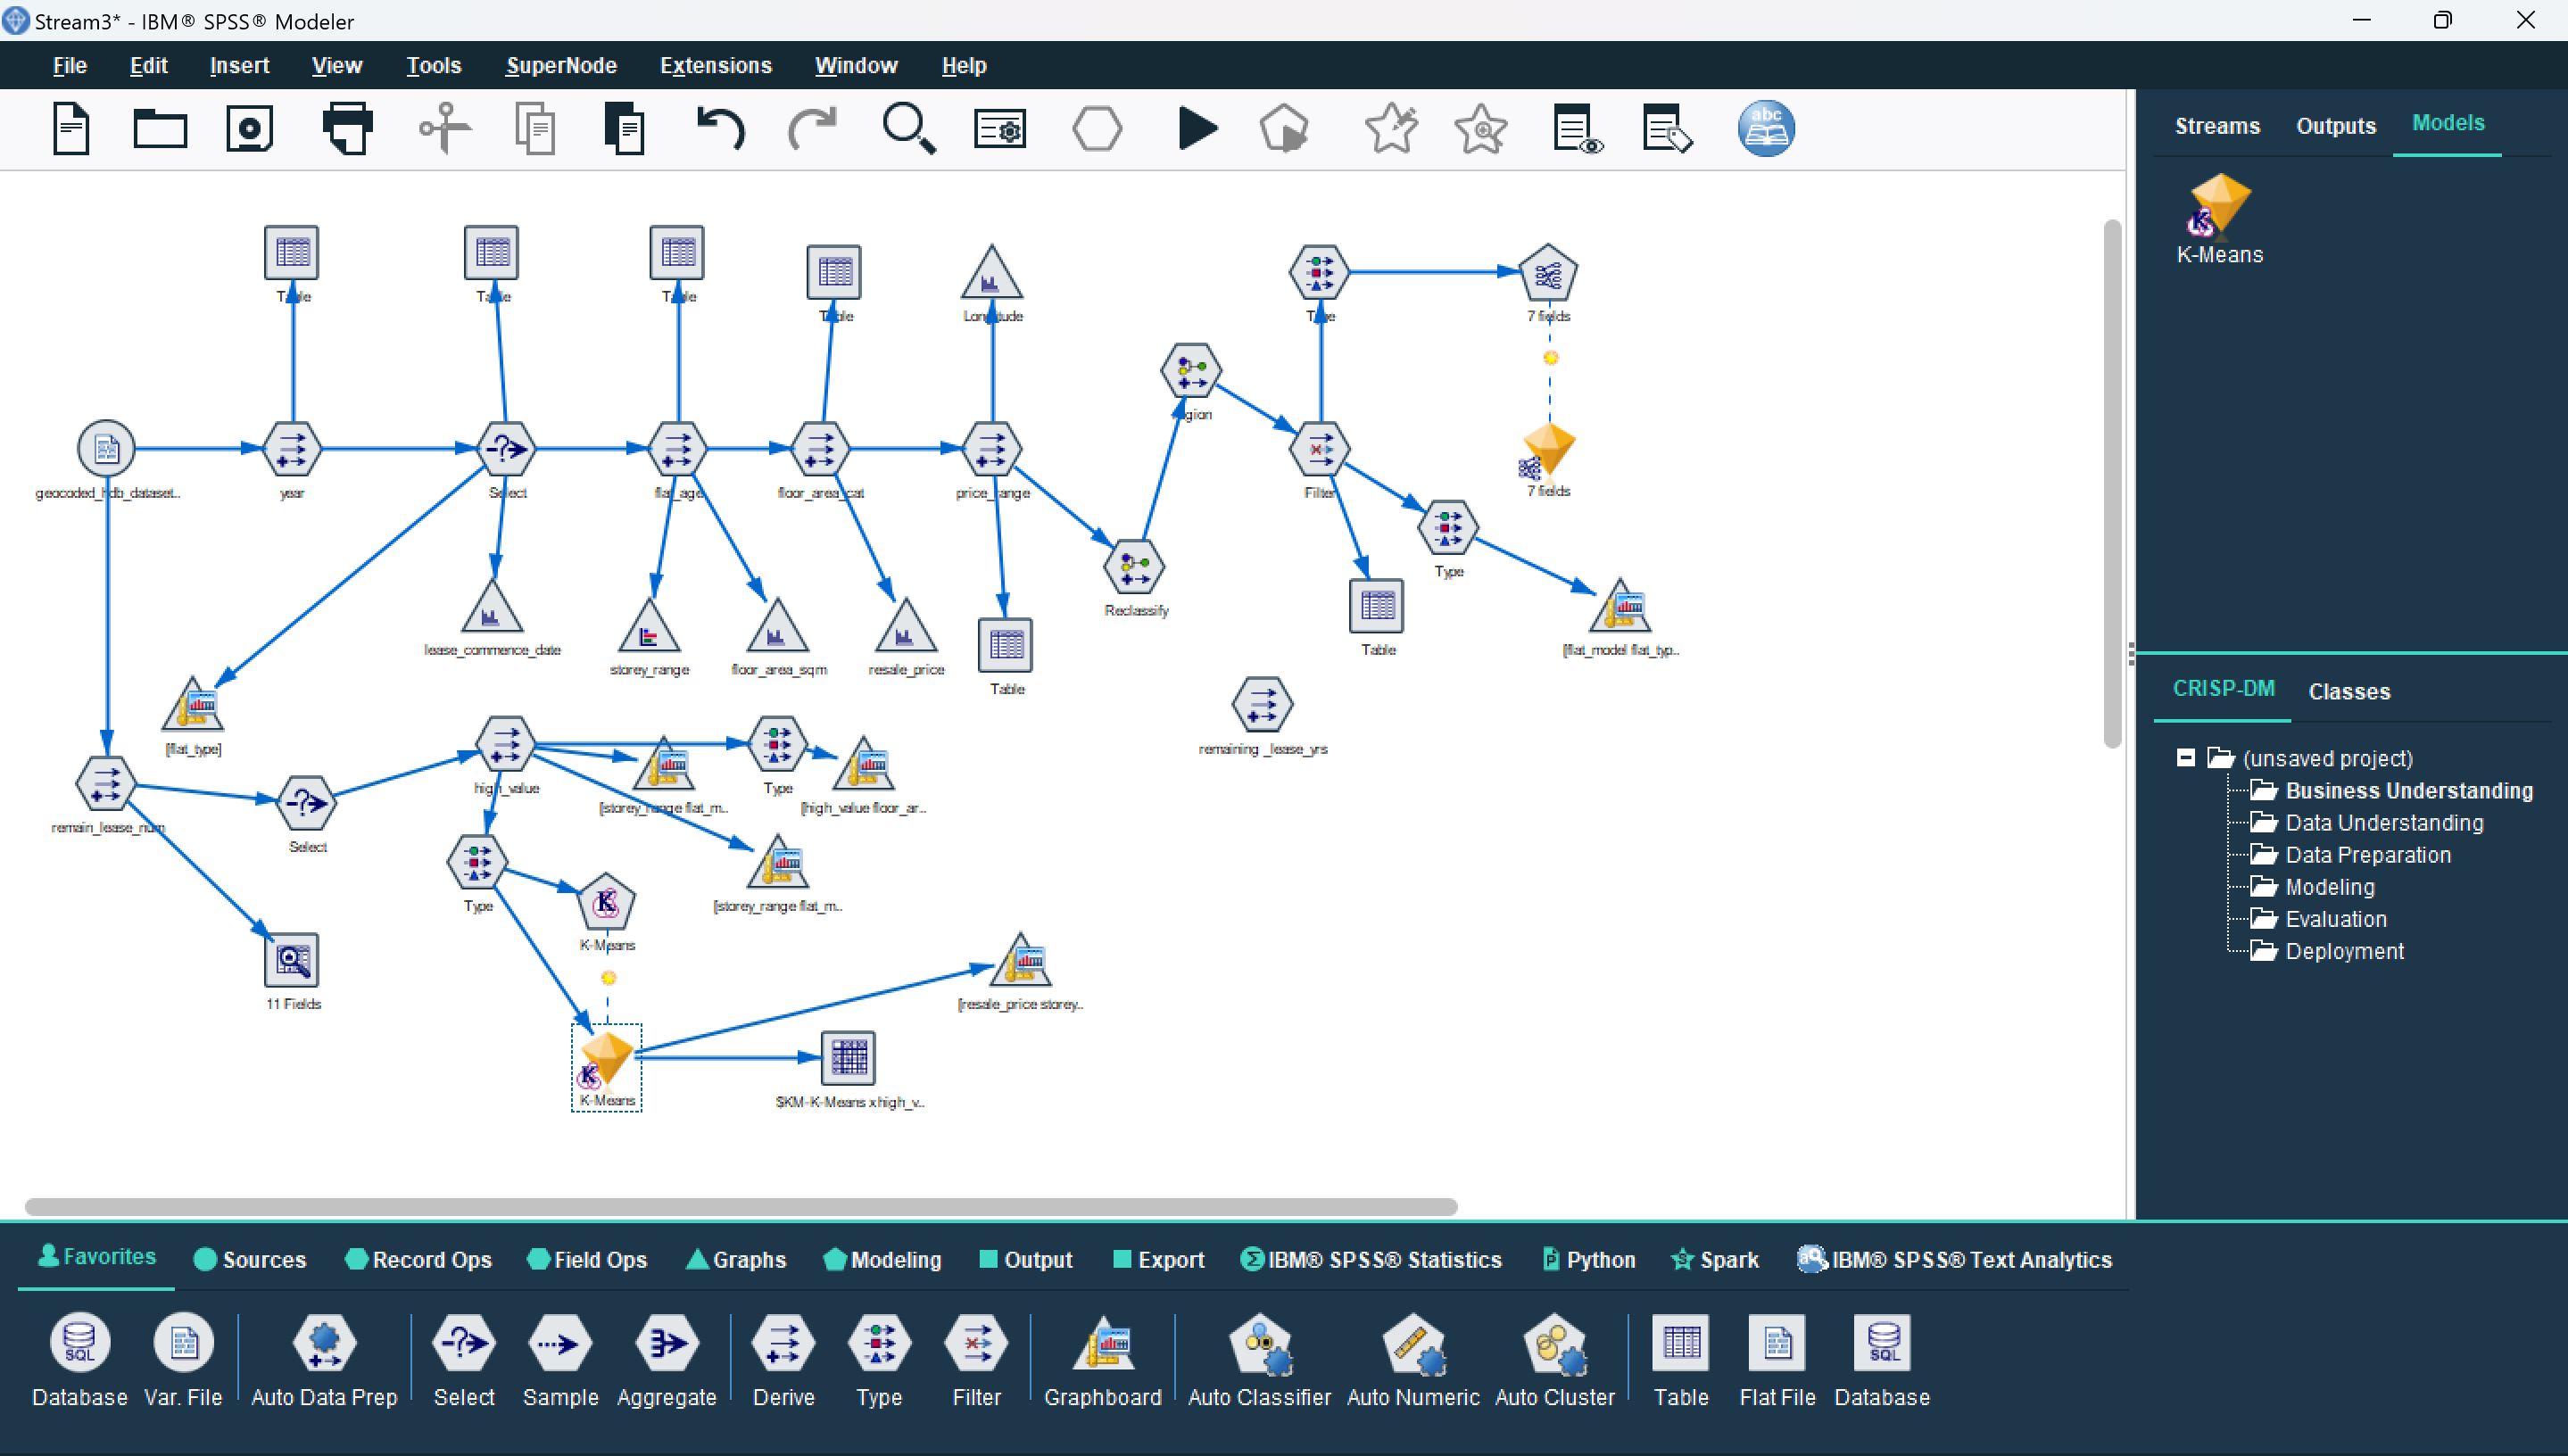 Stream3* - IBM® SPSS® Modeler
File Edit Insert View Tools SuperNode Extensions Window Help
abc
Streams Outputs Models
K-Means
Table Table Table Table Longitude Type 7 fields
region
geocoded_hdb_dataset.. year Select flat_age floor_area_cat price_range Filter 7 fields
Type
Reclassify
lease_commence_date storey_range floor_area_sqm resale_price Table Table [flat_model flat_typ..
[flat_type] remaining _lease_yrs
high_value [storey_range flat_m.. Type [high_value floor_ar..
remain_lease_num Select
Type [storey_range flat_m..
K-Means
11 Fields [resale_price storey..
K-Means $KM-K-Means x high_v..
CRISP-DM Classes
(unsaved project)
Business Understanding
Data Understanding
Data Preparation
Modeling
Evaluation
Deployment
Favorites Sources Record Ops Field Ops Graphs Modeling Output Export IBM® SPSS® Statistics Python Spark IBM® SPSS® Text Analytics
SQL SQL
Database Var. File Auto Data Prep Select Sample Aggregate Derive Type Filter Graphboard Auto Classifier Auto Numeric Auto Cluster Table Flat File Database